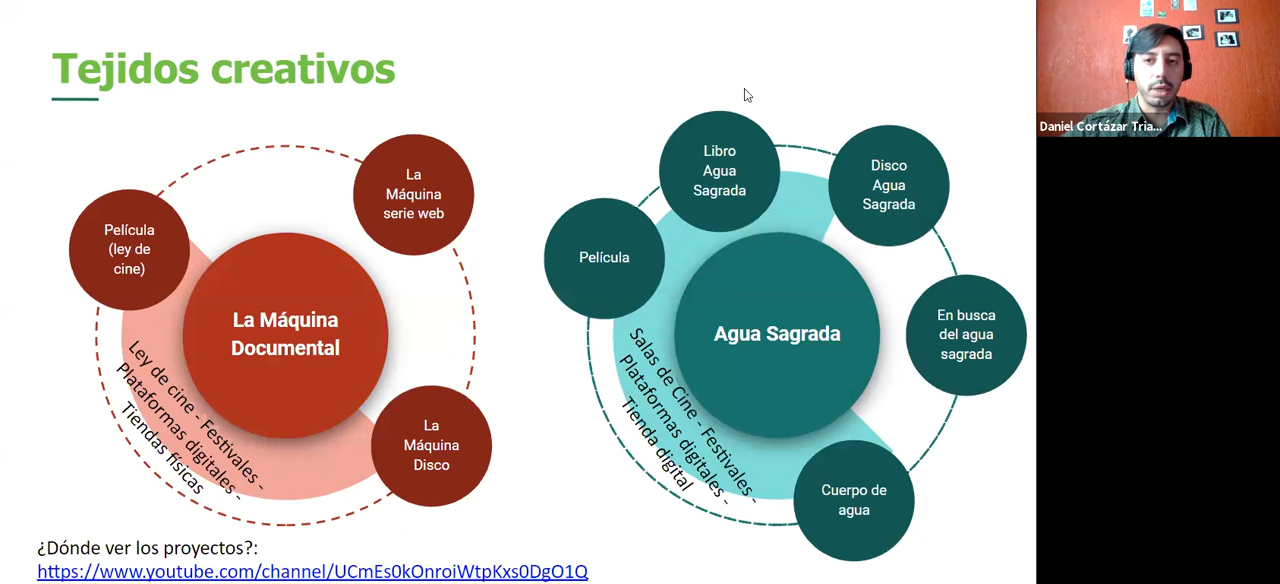 Tejidos creativos
La
Máquina
serie web
Película
(ley de
cine)
La Máquina
Documental
La
Máquina
Disco
Ley de cine - Festivales -
Plataformas digitales -
Tiendas físicas
Libro
Agua
Sagrada
Disco
Agua
Sagrada
Película
Agua Sagrada
En busca
del agua
sagrada
Cuerpo de
agua
Salas de Cine - Festivales -
Plataformas digitales -
Tienda digital
¿Dónde ver los proyectos?:
https://www.youtube.com/channel/UCmEs0kOnroiWtpKxs0DgO1Q
Daniel Cortázar Tria...